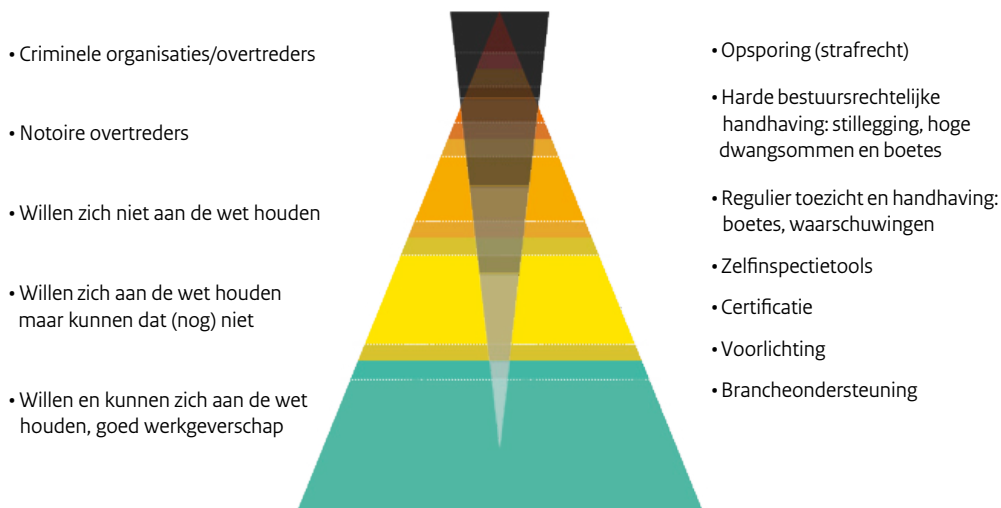 • Criminele organisaties/overtreders
• Notoire overtreders
• Willen zich niet aan de wet houden
• Willen zich aan de wet houden
maar kunnen dat (nog) niet
• Willen en kunnen zich aan de wet
houden, goed werkgeverschap
• Opsporing (strafrecht)
• Harde bestuursrechtelijke
handhaving: stillegging, hoge
dwangsommen en boetes
• Regulier toezicht en handhaving:
boetes, waarschuwingen
• Zelfinspectietools
• Certificatie
• Voorlichting
• Brancheondersteuning